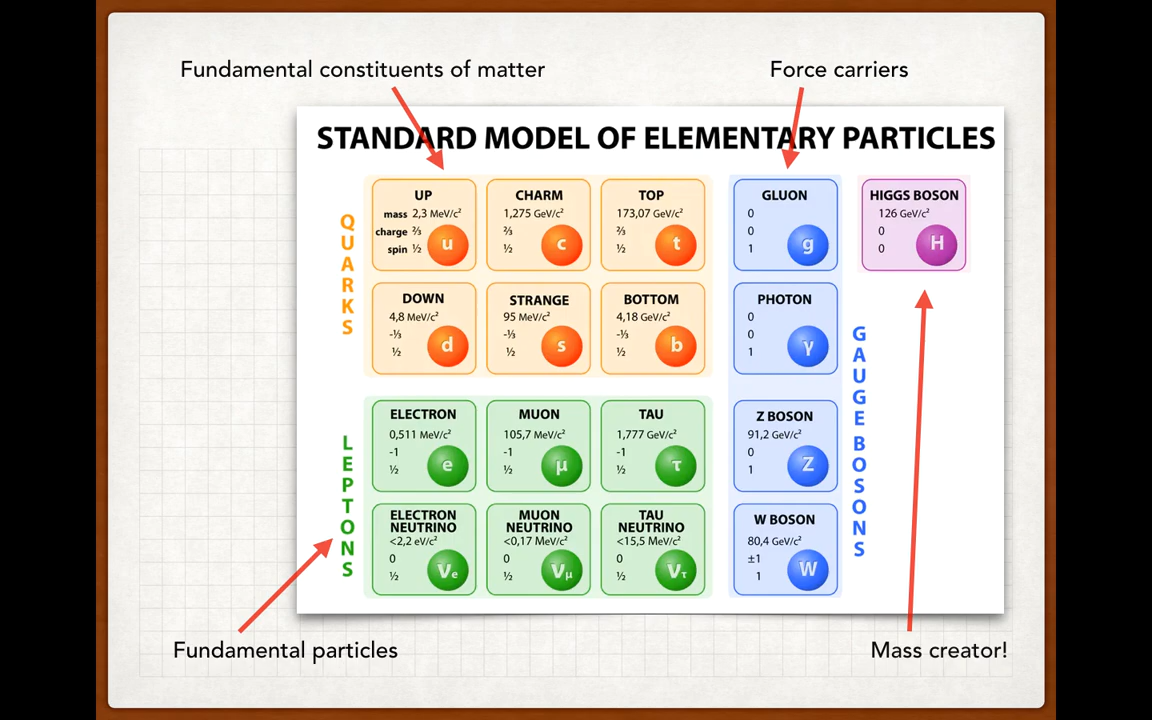 Fundamental constituents of matter
Force carriers
STANDARD MODEL OF ELEMENTARY PARTICLES
QUARKS
UP
mass 2,3 MeV/c²
charge ⅔
spin ½
u
CHARM
1,275 GeV/c²
⅔
½
c
TOP
173,07 GeV/c²
⅔
½
t
GLUON
0
0
1
g
HIGGS BOSON
126 GeV/c²
0
0
H
DOWN
4,8 MeV/c²
-⅓
½
d
STRANGE
95 MeV/c²
-⅓
½
s
BOTTOM
4,18 GeV/c²
-⅓
½
b
PHOTON
0
0
1
γ
GAUGE BOSONS
LEPTONS
ELECTRON
0,511 MeV/c²
-1
½
e
MUON
105,7 MeV/c²
-1
½
μ
TAU
1,777 GeV/c²
-1
½
τ
Z BOSON
91,2 GeV/c²
0
1
Z
ELECTRON
NEUTRINO
<2,2 eV/c²
0
½
νe
MUON
NEUTRINO
<0,17 MeV/c²
0
½
νμ
TAU
NEUTRINO
<15,5 MeV/c²
0
½
ντ
W BOSON
80,4 GeV/c²
±1
1
W
Fundamental particles
Mass creator!